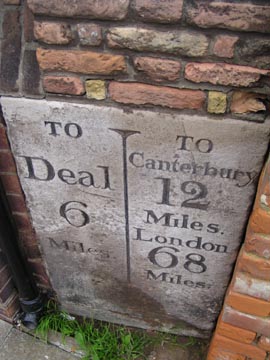 TO
Deal
6
Miles.
TO
Canterbury
12
Miles.
London
68
Miles.